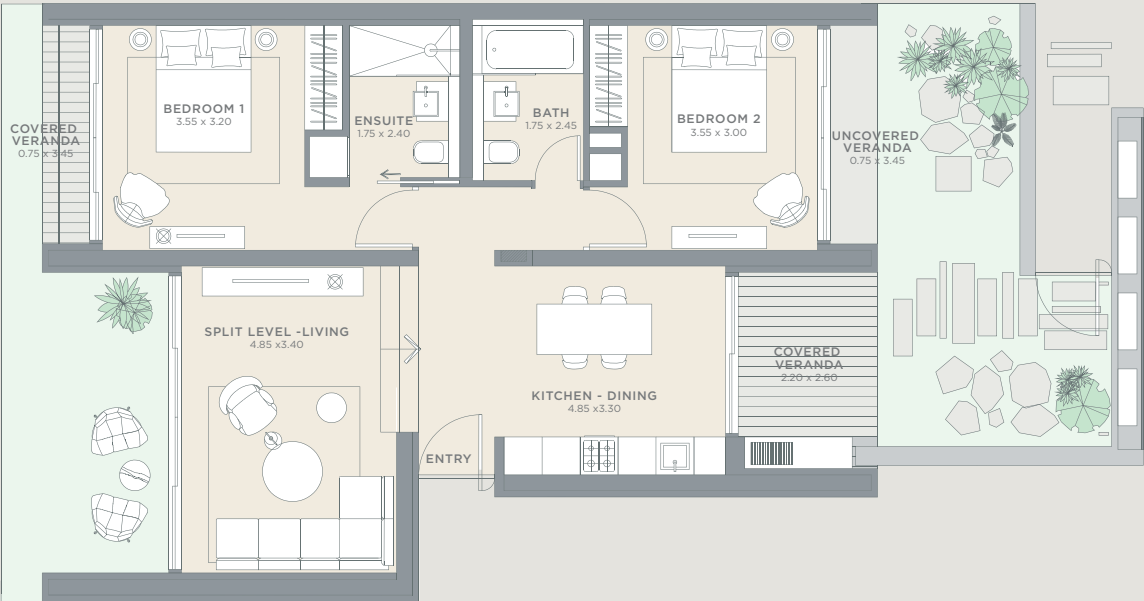 BEDROOM 1
3.55 x 3.20
ENSUITE
1.75 x 2.40
BATH
1.75 x 2.45
BEDROOM 2
3.55 x 3.00
COVERED
VERANDA
0.75 x 3.45
UNCOVERED
VERANDA
0.75 x 3.45
SPLIT LEVEL -LIVING
4.85 x3.40
COVERED
VERANDA
2.20 x 2.60
KITCHEN - DINING
4.85 x3.30
ENTRY